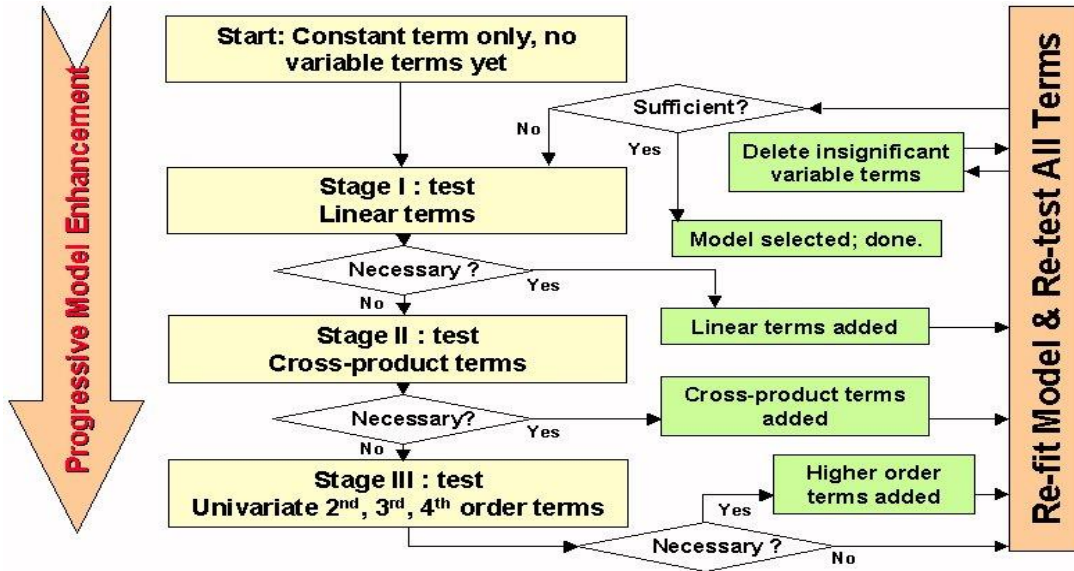 Progressive Model Enhancement
Start: Constant term only, no
variable terms yet
Sufficient?
No
Yes
Delete insignificant
variable terms
Stage I : test
Linear terms
Model selected; done.
Necessary ?
Yes
No
Stage II : test
Cross-product terms
Linear terms added
Necessary?
Yes
No
Cross-product terms
added
Stage III : test
Univariate 2nd, 3rd, 4th order terms
Higher order
terms added
Yes
Necessary ?
No
Re-fit Model & Re-test All Terms